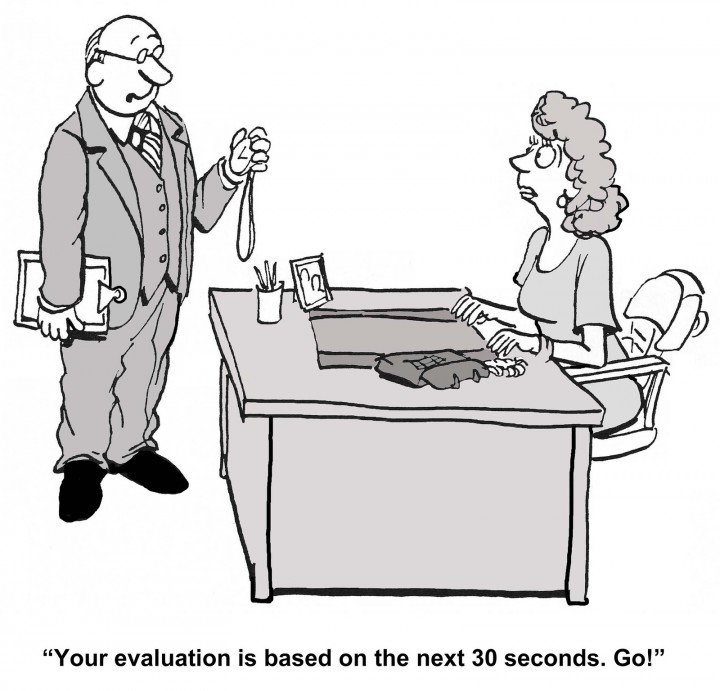 “Your evaluation is based on the next 30 seconds. Go!”